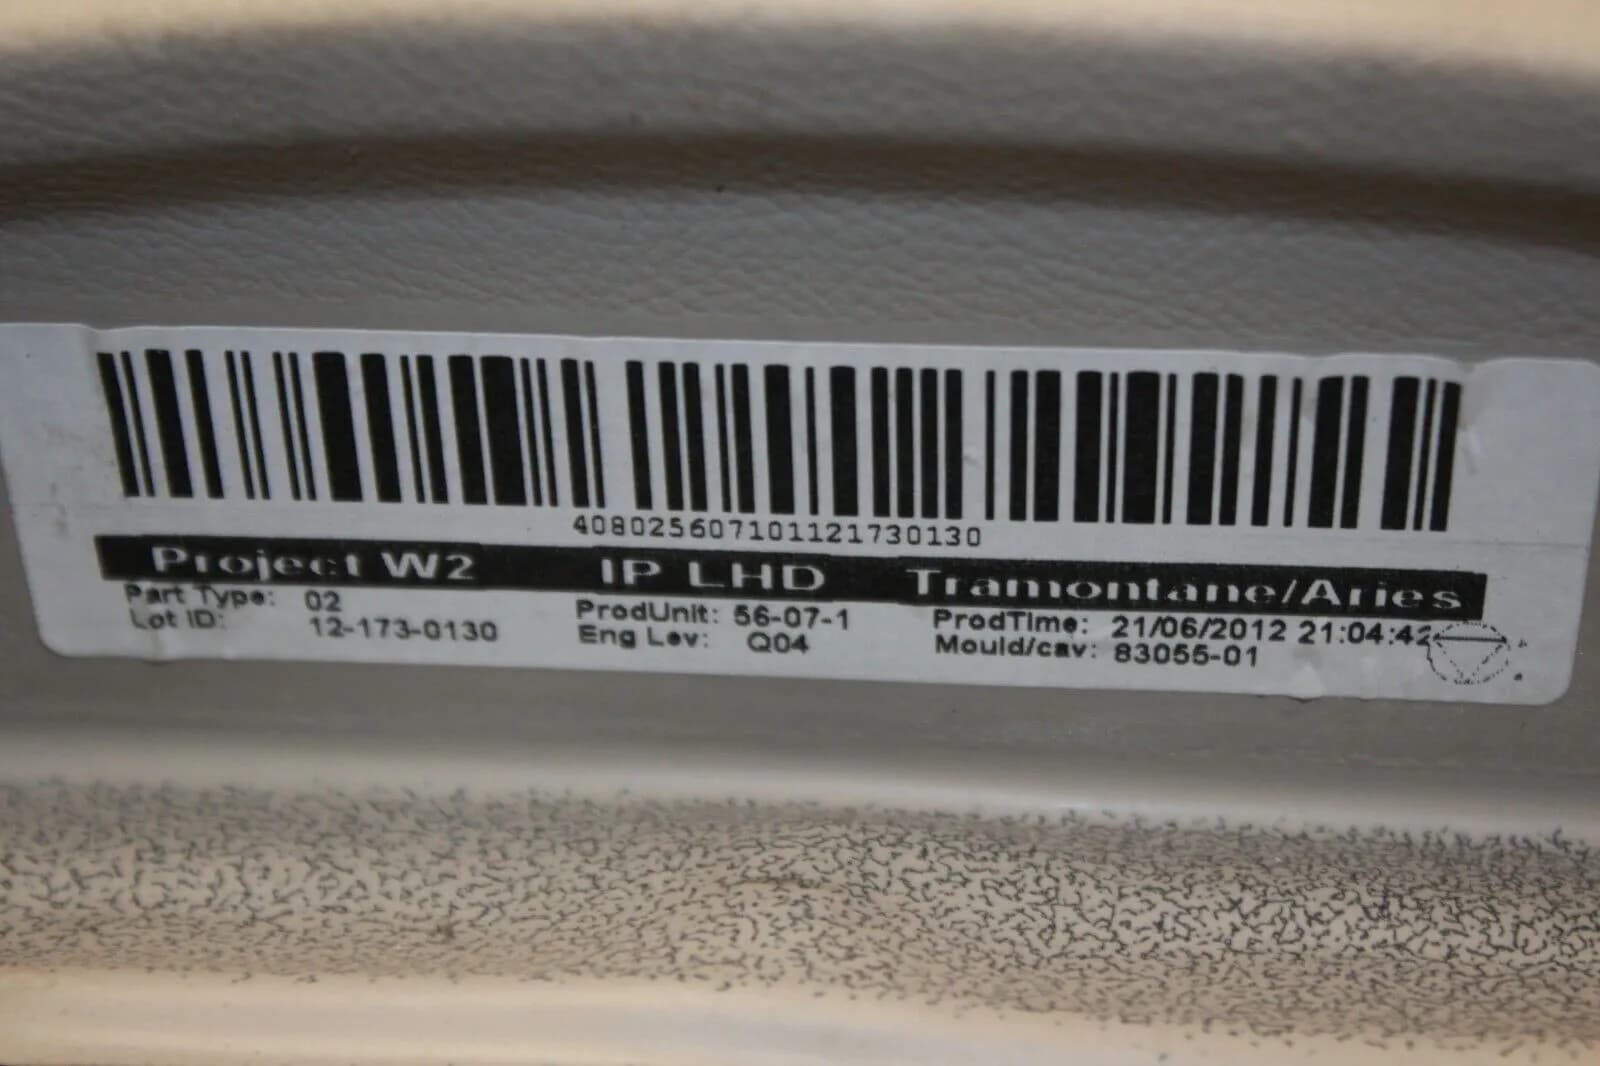 408025607101121730130
Project W2 IP LHD Tramontane/Aries
Part Type: 02 ProdUnit: 56-07-1 ProdTime: 21/06/2012 21:04:42
Lot ID: 12-173-0130 Eng Lev: Q04 Mould/cav: 83055-01